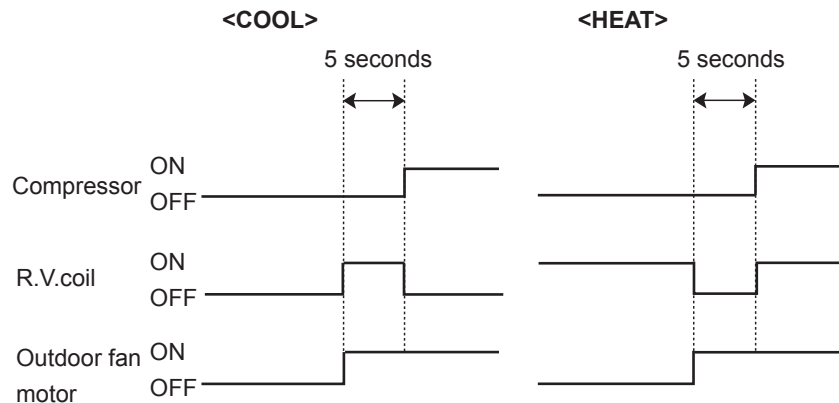 <COOL> <HEAT>
5 seconds 5 seconds
ON
Compressor
OFF
ON
R.V.coil
OFF
Outdoor fan ON
motor OFF